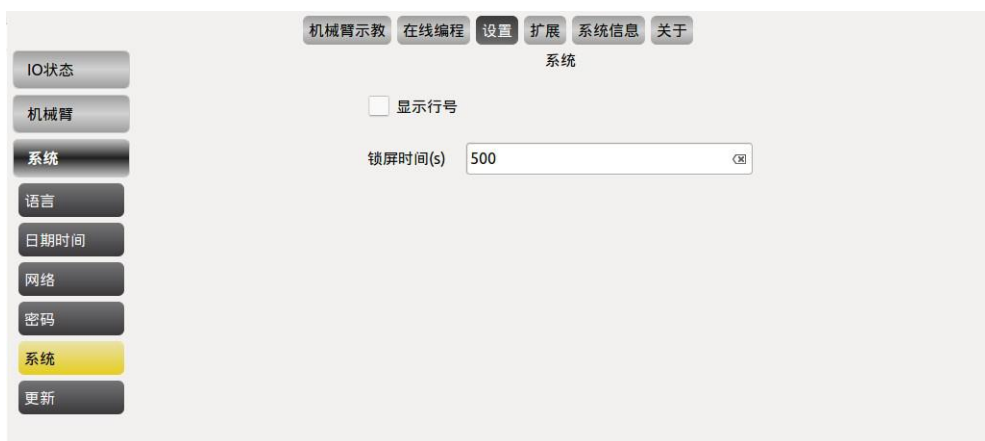 机械臂示教 在线编程 设置 扩展 系统信息 关于
系统
IO状态
机械臂
系统
语言
日期时间
网络
密码
系统
更新
显示行号
锁屏时间(s) 500